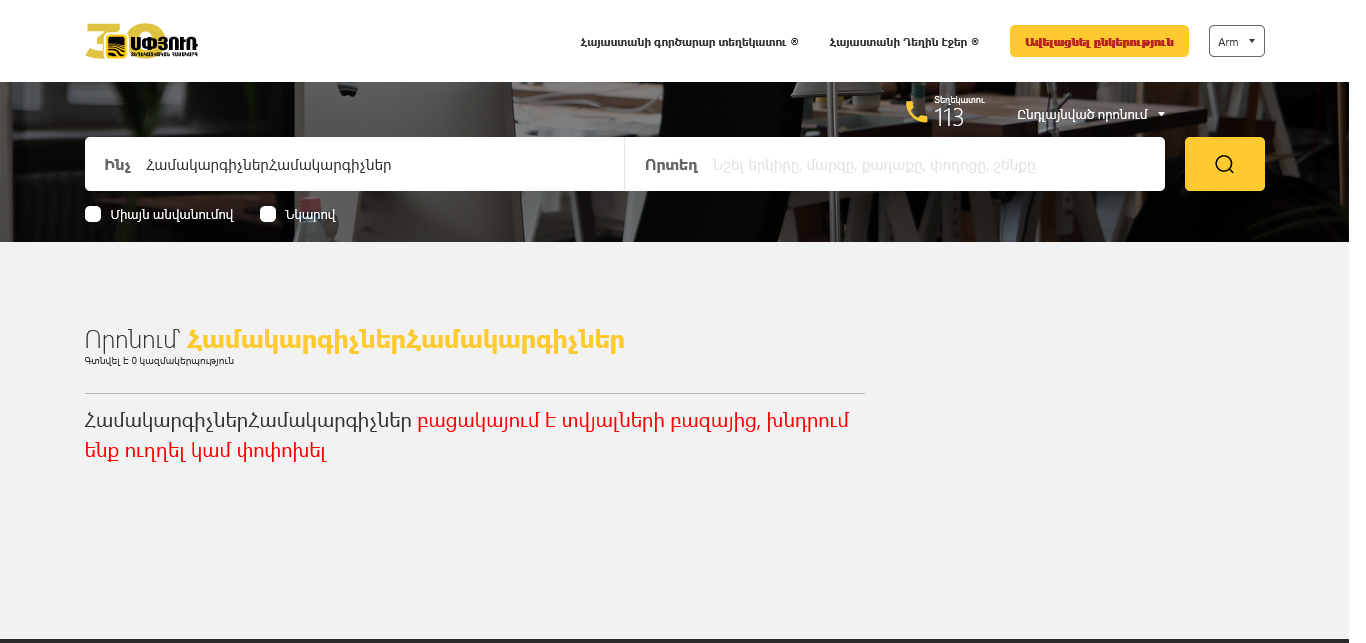 30
ՍՓՅՈՒՌ
ՏԵՂԵԿԱՏՎԱԿԱՆ ՀԱՄԱԿԱՐԳ
Հայաստանի գործարար տեղեկատու ®
Հայաստանի Դեղին Էջեր ®
Ավելացնել ընկերություն
Arm
Տեղեկատու
113
Ընդլայնված որոնում
Ինչ ՀամակարգիչներՀամակարգիչներ
Որտեղ Նշել երկիրը, մարզը, քաղաքը, փողոցը, շենքը
Միայն անվանումով
Նկարով
Որոնում՝ ՀամակարգիչներՀամակարգիչներ
Գտնվել է 0 կազմակերպություն
ՀամակարգիչներՀամակարգիչներ բացակայում է տվյալների բազայից, խնդրում
ենք ուղղել կամ փոփոխել